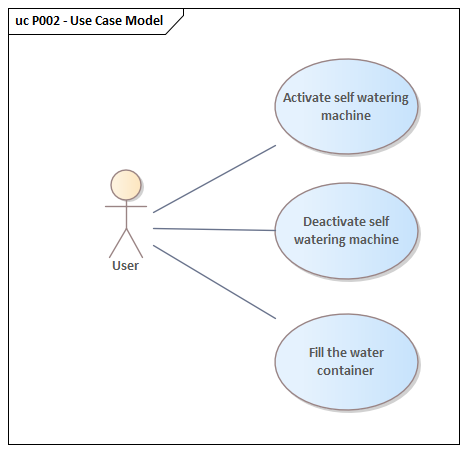 uc P002 - Use Case Model
Activate self watering
machine
Deactivate self
watering machine
User
Fill the water
container